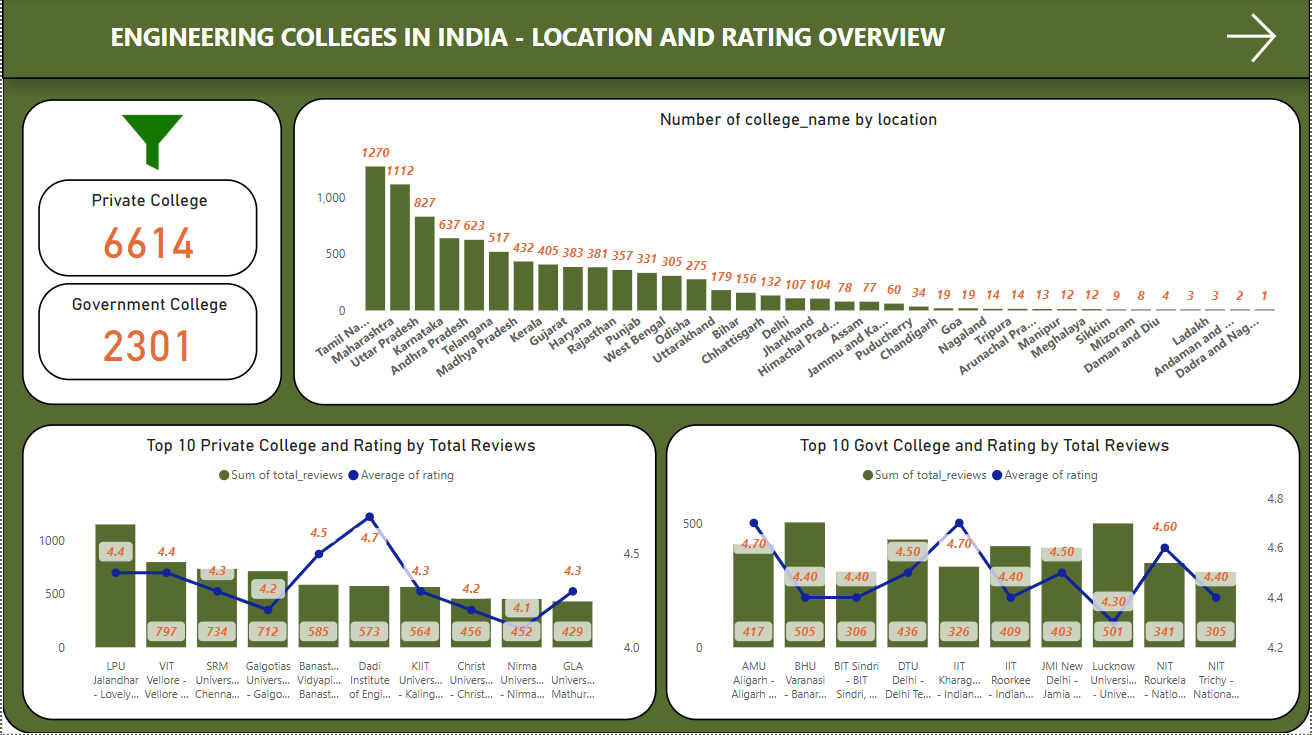 ENGINEERING COLLEGES IN INDIA - LOCATION AND RATING OVERVIEW
Private College
6614
Government College
2301
Number of college_name by location
1,000
500
0
1270
1112
827
637
623
517
432
405
383
381
357
331
305
275
179
156
132
107
104
78
77
60
34
19
19
14
14
13
12
12
9
8
4
3
3
2
1
Tamil Na...
Maharashtra
Uttar Pradesh
Karnataka
Andhra Pradesh
Telangana
Madhya Pradesh
Kerala
Gujarat
Haryana
Rajasthan
Punjab
West Bengal
Odisha
Uttarakhand
Bihar
Chhattisgarh
Delhi
Jharkhand
Himachal Prad...
Assam
Jammu and Ka...
Puducherry
Chandigarh
Goa
Nagaland
Tripura
Arunachal Pra...
Manipur
Meghalaya
Sikkim
Mizoram
Daman and Diu
Ladakh
Andaman and ...
Dadra and Nag...
Top 10 Private College and Rating by Total Reviews
Sum of total_reviews Average of rating
1000
500
0
4.5
4.0
4.4
4.4
4.3
4.2
4.5
4.7
4.3
4.2
4.1
4.3
797
734
712
585
573
564
456
452
429
LPU
Jalandhar
- Lovely...
VIT
Vellore -
Vellore ...
SRM
Univers...
Chenna...
Galgotias
Univers...
- Galgo...
Banast...
Vidyapi...
Banast...
Dadi
Institute
of Engi...
KIIT
Univers...
- Kaling...
Christ
Univers...
- Christ...
Nirma
Univers...
- Nirma...
GLA
Univers...
Mathur...
Top 10 Govt College and Rating by Total Reviews
Sum of total_reviews Average of rating
500
0
4.8
4.6
4.4
4.2
4.70
4.40
4.40
4.50
4.70
4.40
4.50
4.30
4.60
4.40
417
505
306
436
326
409
403
501
341
305
AMU
Aligarh -
Aligarh ...
BHU
Varanasi
- Banar...
BIT Sindri
- BIT
Sindri, ...
DTU
Delhi -
Delhi Te...
IIT
Kharag...
- Indian...
IIT
Roorkee
- Indian...
JMI New
Delhi -
Jamia ...
Lucknow
Universi...
- Unive...
NIT
Rourkela
- Natio...
NIT
Trichy -
Nationa...